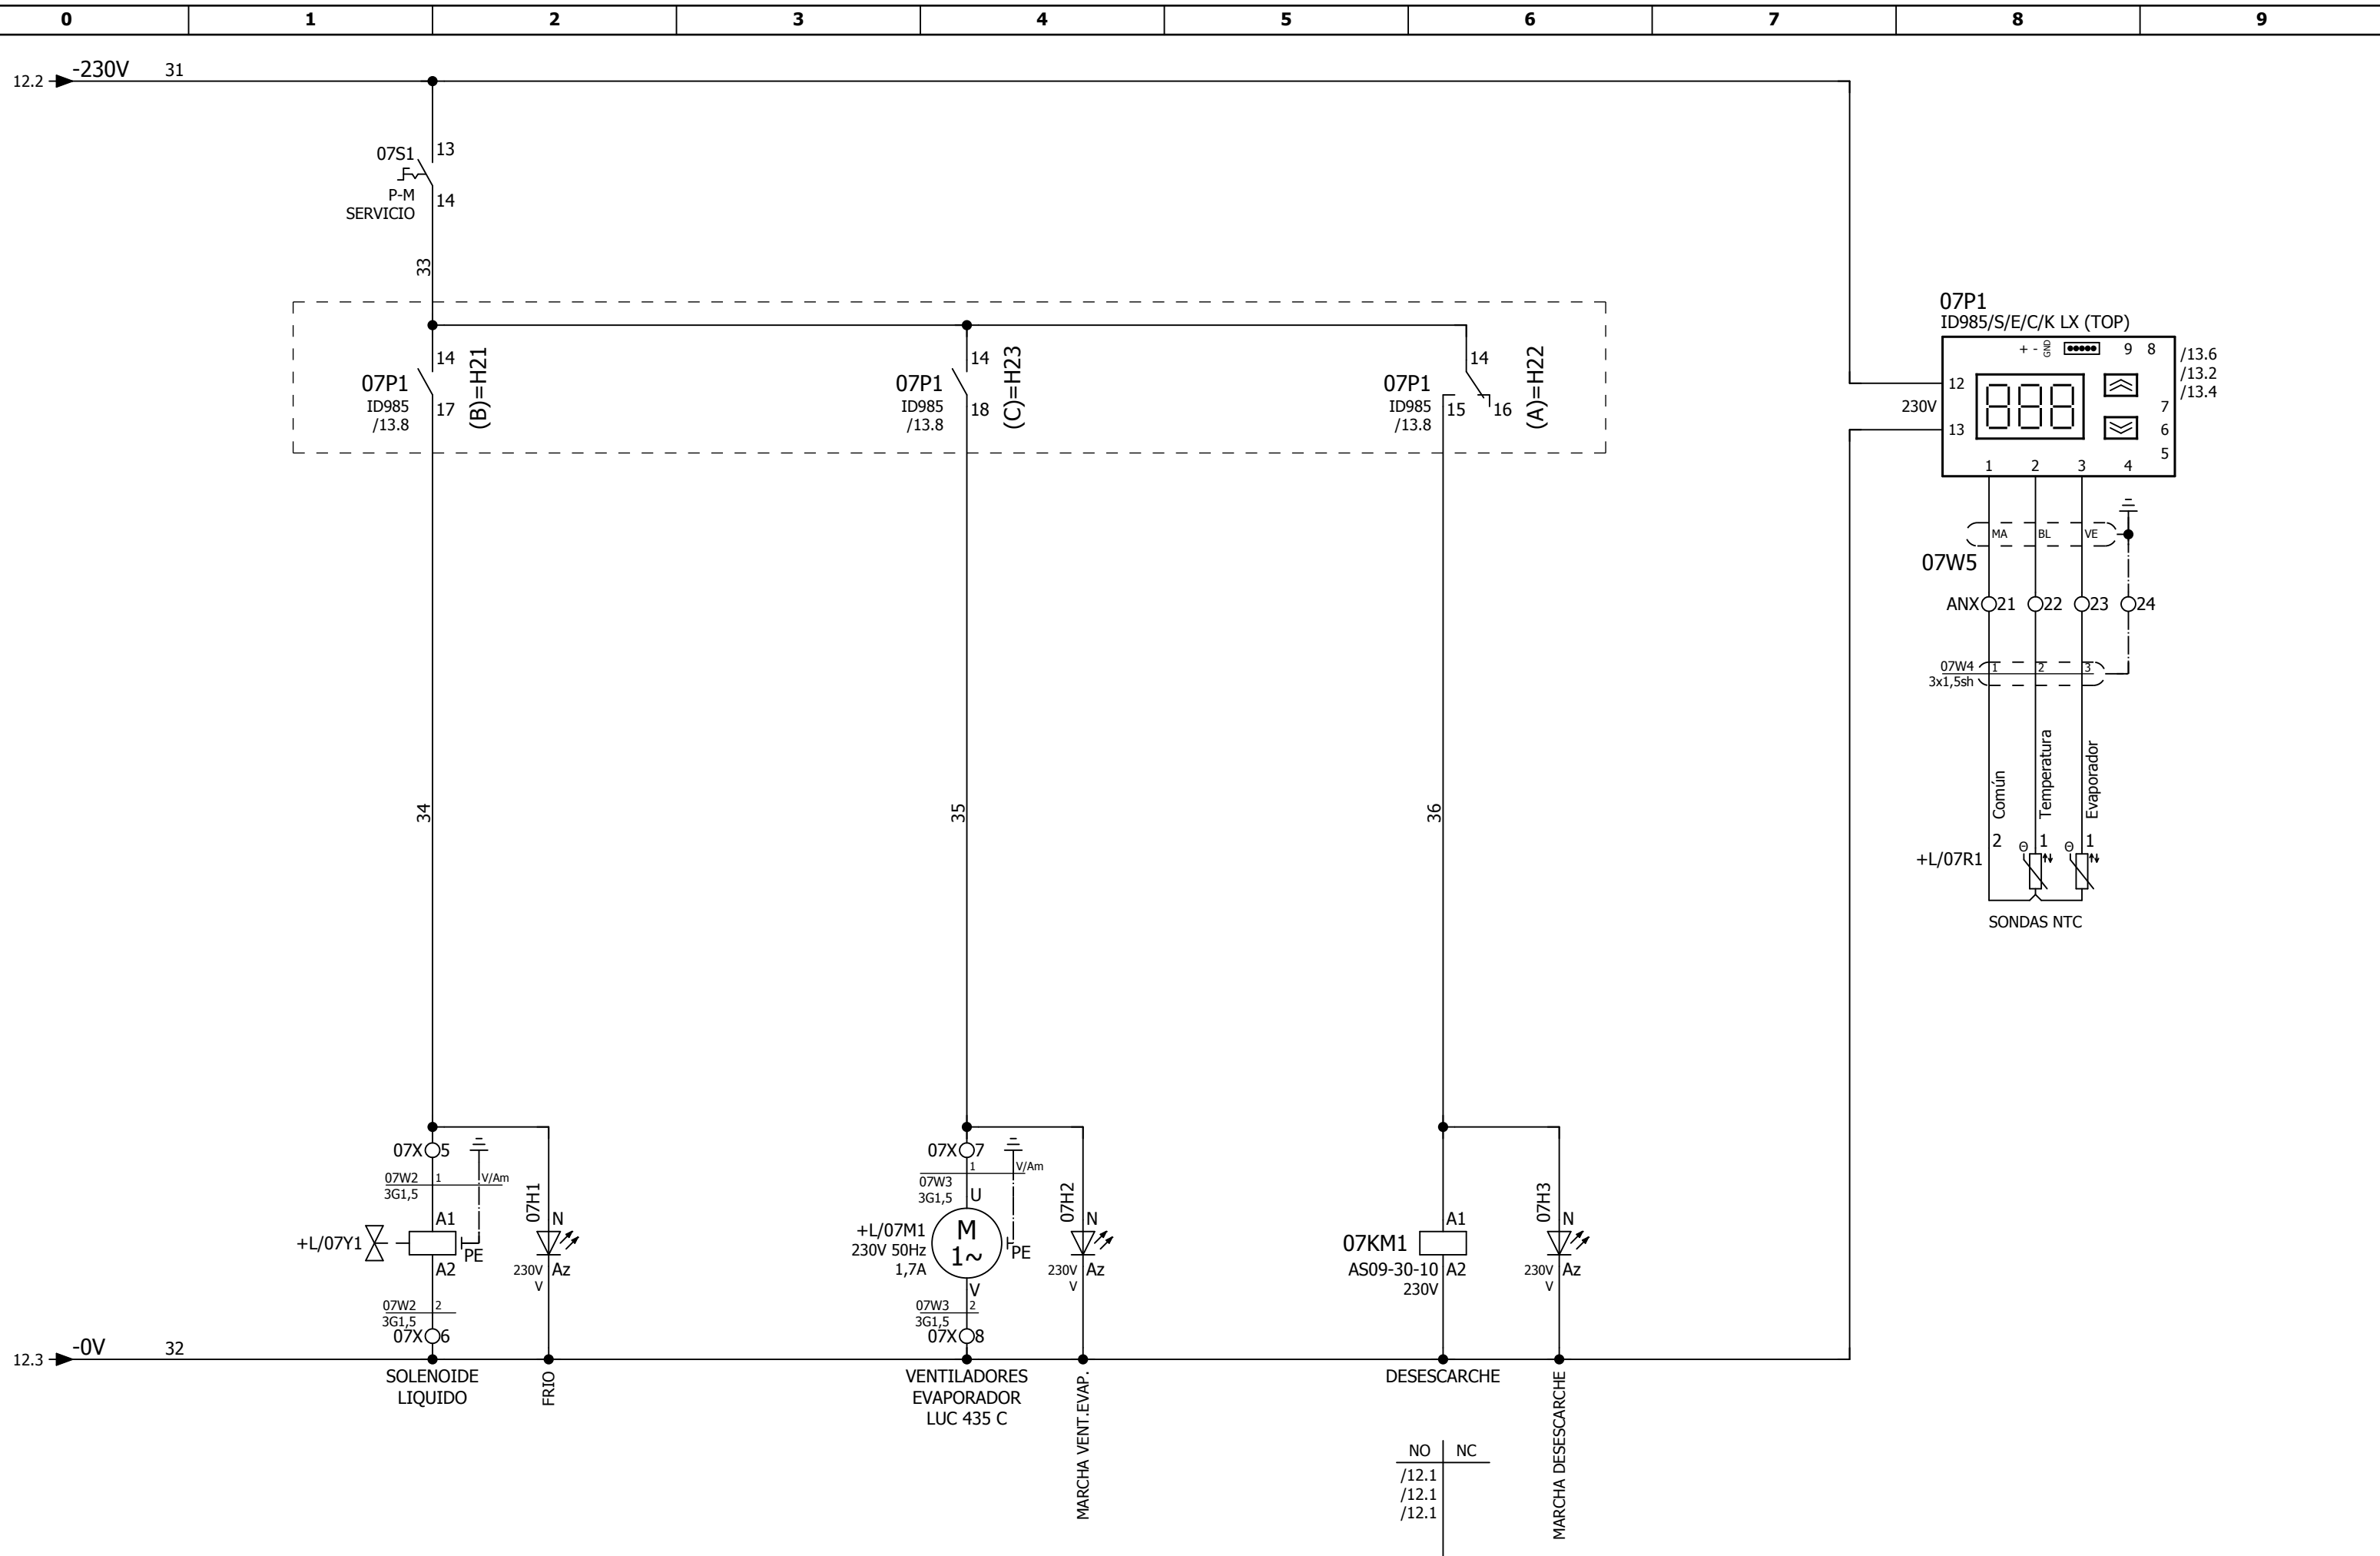 0 1 2 3 4 5 6 7 8 9
12.2 -230V 31
07S1 13
P-M 14
SERVICIO
33
07P1 14
ID985 17
/13.8
(B)=H21
07P1 14
ID985 18
/13.8
(C)=H23
07P1 14
ID985 15 16
/13.8
(A)=H22
07P1
ID985/S/E/C/K LX (TOP)
+ - GND 9 8
/13.6
/13.2
/13.4
12
230V
13
7
6
5
1 2 3 4
MA BL VE
07W5
ANX 21 22 23 24
07W4 1 2 3
3x1,5sh
Común
Temperatura
Evaporador
2 Θ 1 Θ 1
+L/07R1
SONDAS NTC
34
35
36
07X 5
07W2 1 V/Am
3G1,5
A1
+L/07Y1
PE
A2
07W2 2
3G1,5
07X 6
07H1
N
230V Az
V
07X 7
1 V/Am
07W3
3G1,5 U
+L/07M1 M
230V 50Hz 1~ PE
1,7A
V
07W3 2
3G1,5
07X 8
07H2
N
230V Az
V
A1
07KM1
AS09-30-10 A2
230V
07H3
N
230V Az
V
12.3 -0V 32
SOLENOIDE
LIQUIDO
FRIO
VENTILADORES
EVAPORADOR
LUC 435 C
MARCHA VENT.EVAP.
DESESCARCHE
MARCHA DESESCARCHE
NO NC
/12.1
/12.1
/12.1